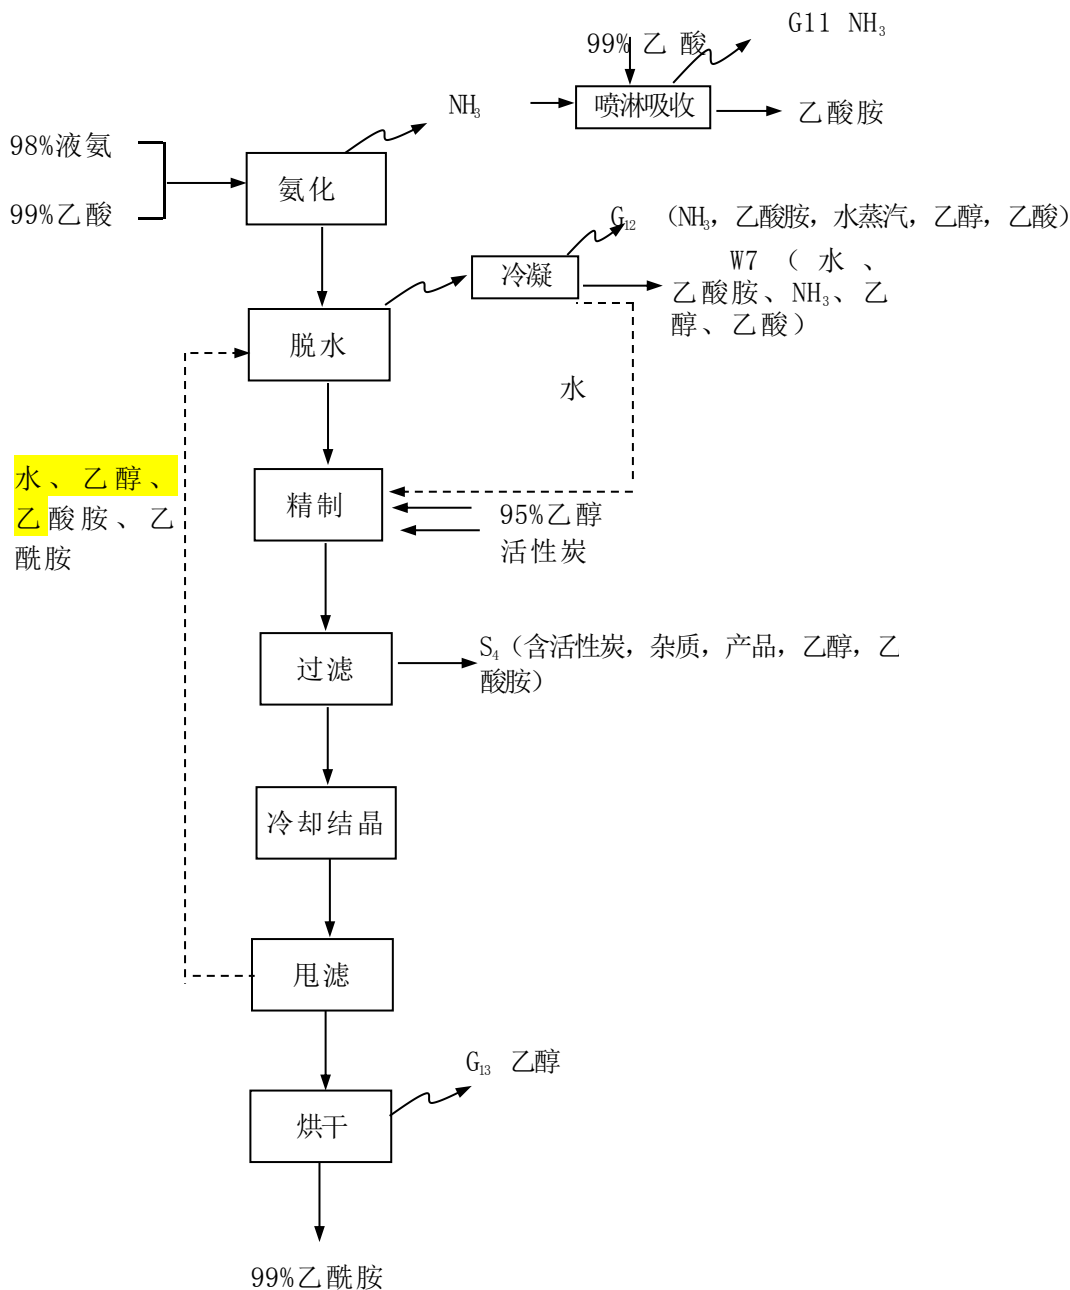 G11 NH₃
99% 乙 酸
NH₃
喷淋吸收
乙酸胺
98%液氨
99%乙酸
氨化
G₁₂ （NH₃，乙酸胺，水蒸汽，乙醇，乙酸）
冷凝
W7 （ 水 、
乙酸胺、NH₃、乙
醇、乙酸）
脱水
水
水、乙醇、
乙酸胺、乙
酰胺
精制
95%乙醇
活性炭
过滤
S₄（含活性炭，杂质，产品，乙醇，乙
酸胺）
冷却结晶
甩滤
G₁₃ 乙醇
烘干
99%乙酰胺